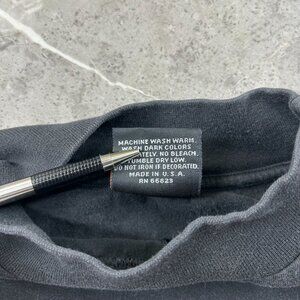 MACHINE WASH WARM,
WASH DARK COLORS
NO BLEACH,
TUMBLE DRY LOW.
DO NOT IRON IF DECORATED.
MADE IN U.S.A.
RN 66623